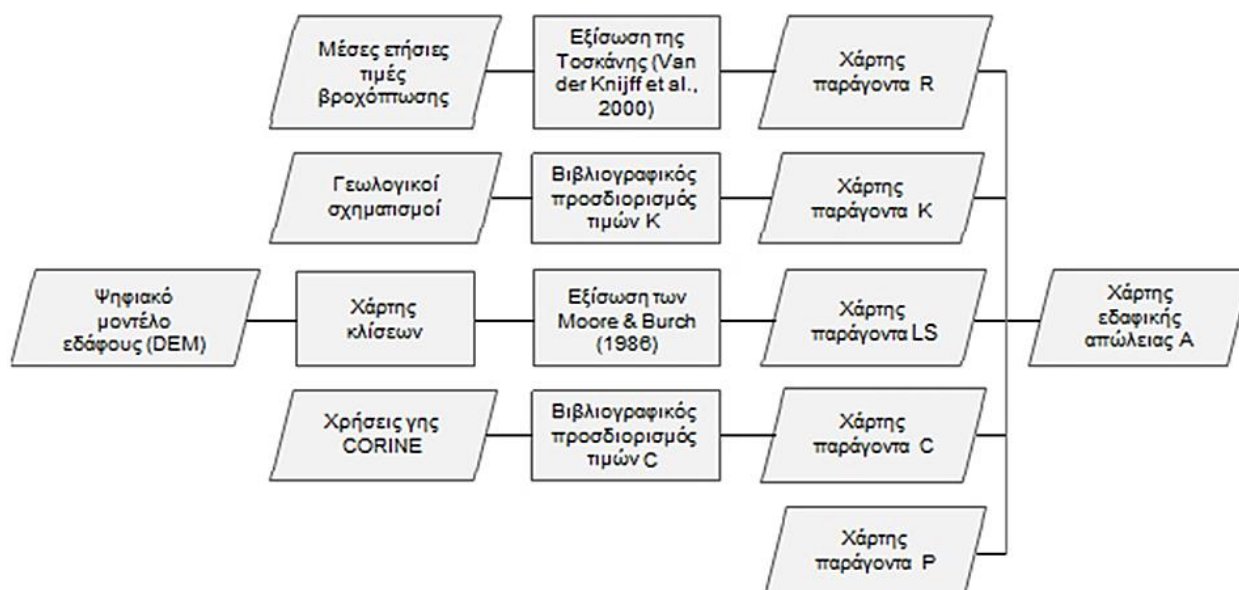 Μέσες ετήσιες
τιμές
βροχόπτωσης
Εξίσωση της
Τοσκάνης (Van
der Knijff et al.,
2000)
Χάρτης
παράγοντα R
Γεωλογικοί
σχηματισμοί
Βιβλιογραφικός
προσδιορισμός
τιμών K
Χάρτης
παράγοντα K
Ψηφιακό
μοντέλο
εδάφους (DEM)
Χάρτης
κλίσεων
Εξίσωση των
Moore & Burch
(1986)
Χάρτης
παράγοντα LS
Χάρτης
εδαφικής
απώλειας A
Χρήσεις γης
CORINE
Βιβλιογραφικός
προσδιορισμός
τιμών C
Χάρτης
παράγοντα C
Χάρτης
παράγοντα P